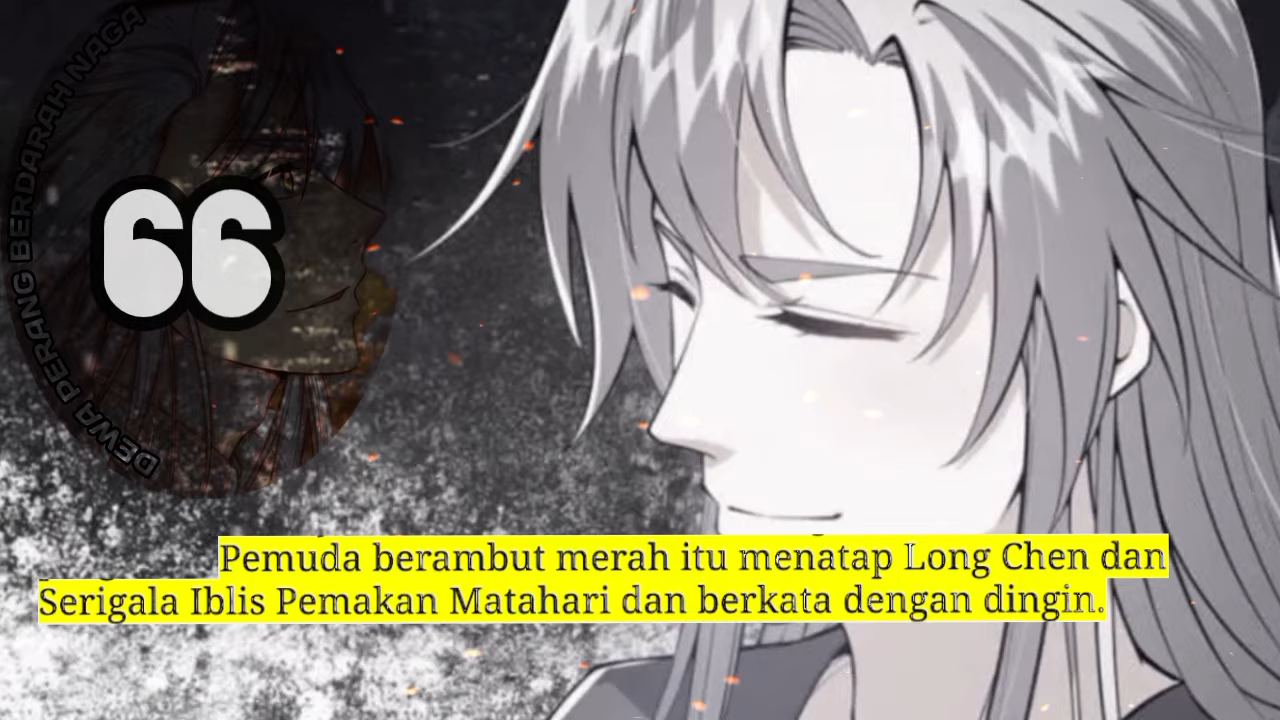 DEWA PERANG BERDARAH NAGA
66
Pemuda berambut merah itu menatap Long Chen dan
Serigala Iblis Pemakan Matahari dan berkata dengan dingin.